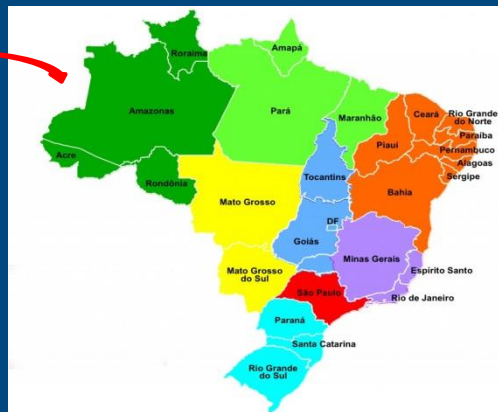 Roraima
Amapá
Amazonas
Pará
Maranhão
Ceará
Rio Grande
do Norte
Paraíba
Piauí
Pernambuco
Alagoas
Sergipe
Acre
Rondônia
Tocantins
Bahia
Mato Grosso
DF
Goiás
Minas Gerais
Espírito Santo
Mato Grosso
do Sul
São Paulo
Rio de Janeiro
Paraná
Santa Catarina
Rio Grande
do Sul